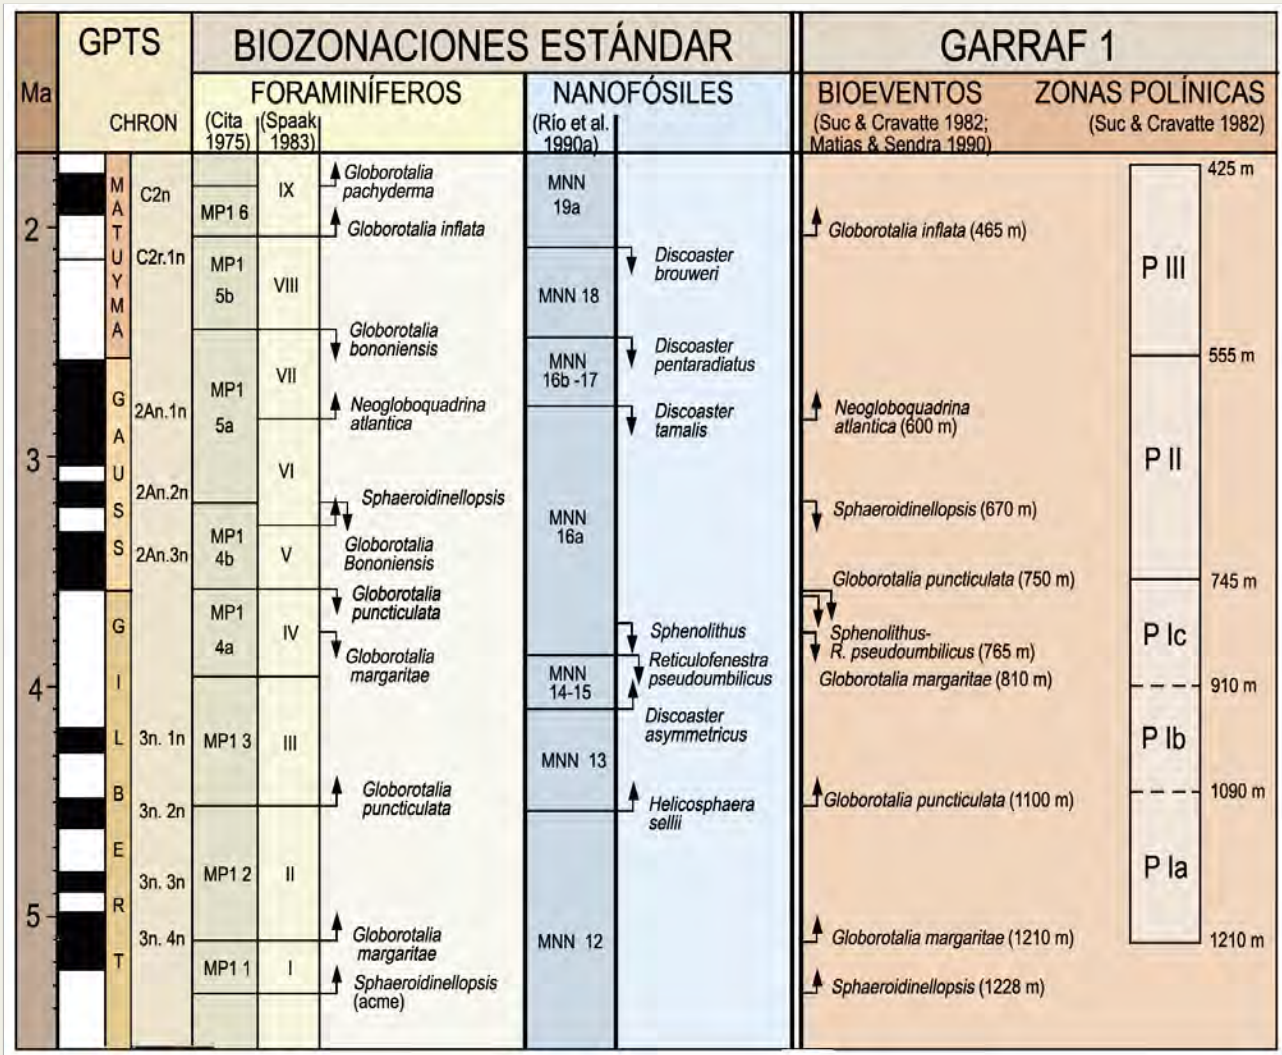 GPTS
BIOZONACIONES ESTÁNDAR
GARRAF 1
Ma
CHRON
FORAMINÍFEROS
(Cita
1975)
(Spaak
1983)
NANOFÓSILES
(Río et al.
1990a)
BIOEVENTOS
(Suc & Cravatte 1982;
Matias & Sendra 1990)
ZONAS POLÍNICAS
(Suc & Cravatte 1982)
2
3
4
5
MATUYMA
GAUSS
GILBERT
C2n
C2r.1n
2An.1n
2An.2n
2An.3n
3n. 1n
3n. 2n
3n. 3n
3n. 4n
MP1 6
MP1
5b
MP1
5a
MP1
4b
MP1
4a
MP1 3
MP1 2
MP1 1
IX
VIII
VII
VI
V
IV
III
II
I
Globorotalia
pachyderma
Globorotalia inflata
Globorotalia
bononiensis
Neogloboquadrina
atlantica
Sphaeroidinellopsis
Globorotalia
Bononiensis
Globorotalia
puncticulata
Globorotalia
margaritae
Globorotalia
puncticulata
Globorotalia
margaritae
Sphaeroidinellopsis
(acme)
MNN
19a
MNN 18
MNN
16b -17
MNN
16a
MNN
14-15
MNN 13
MNN 12
Discoaster
brouweri
Discoaster
pentaradiatus
Discoaster
tamalis
Sphenolithus
Reticulofenestra
pseudoumbilicus
Discoaster
asymmetricus
Helicosphaera
sellii
Globorotalia inflata (465 m)
Neogloboquadrina
atlantica (600 m)
Sphaeroidinellopsis (670 m)
Globorotalia puncticulata (750 m)
Sphenolithus-
R. pseudoumbilicus (765 m)
Globorotalia margaritae (810 m)
Globorotalia puncticulata (1100 m)
Globorotalia margaritae (1210 m)
Sphaeroidinellopsis (1228 m)
P III
P II
P Ic
P Ib
P Ia
425 m
555 m
745 m
910 m
1090 m
1210 m